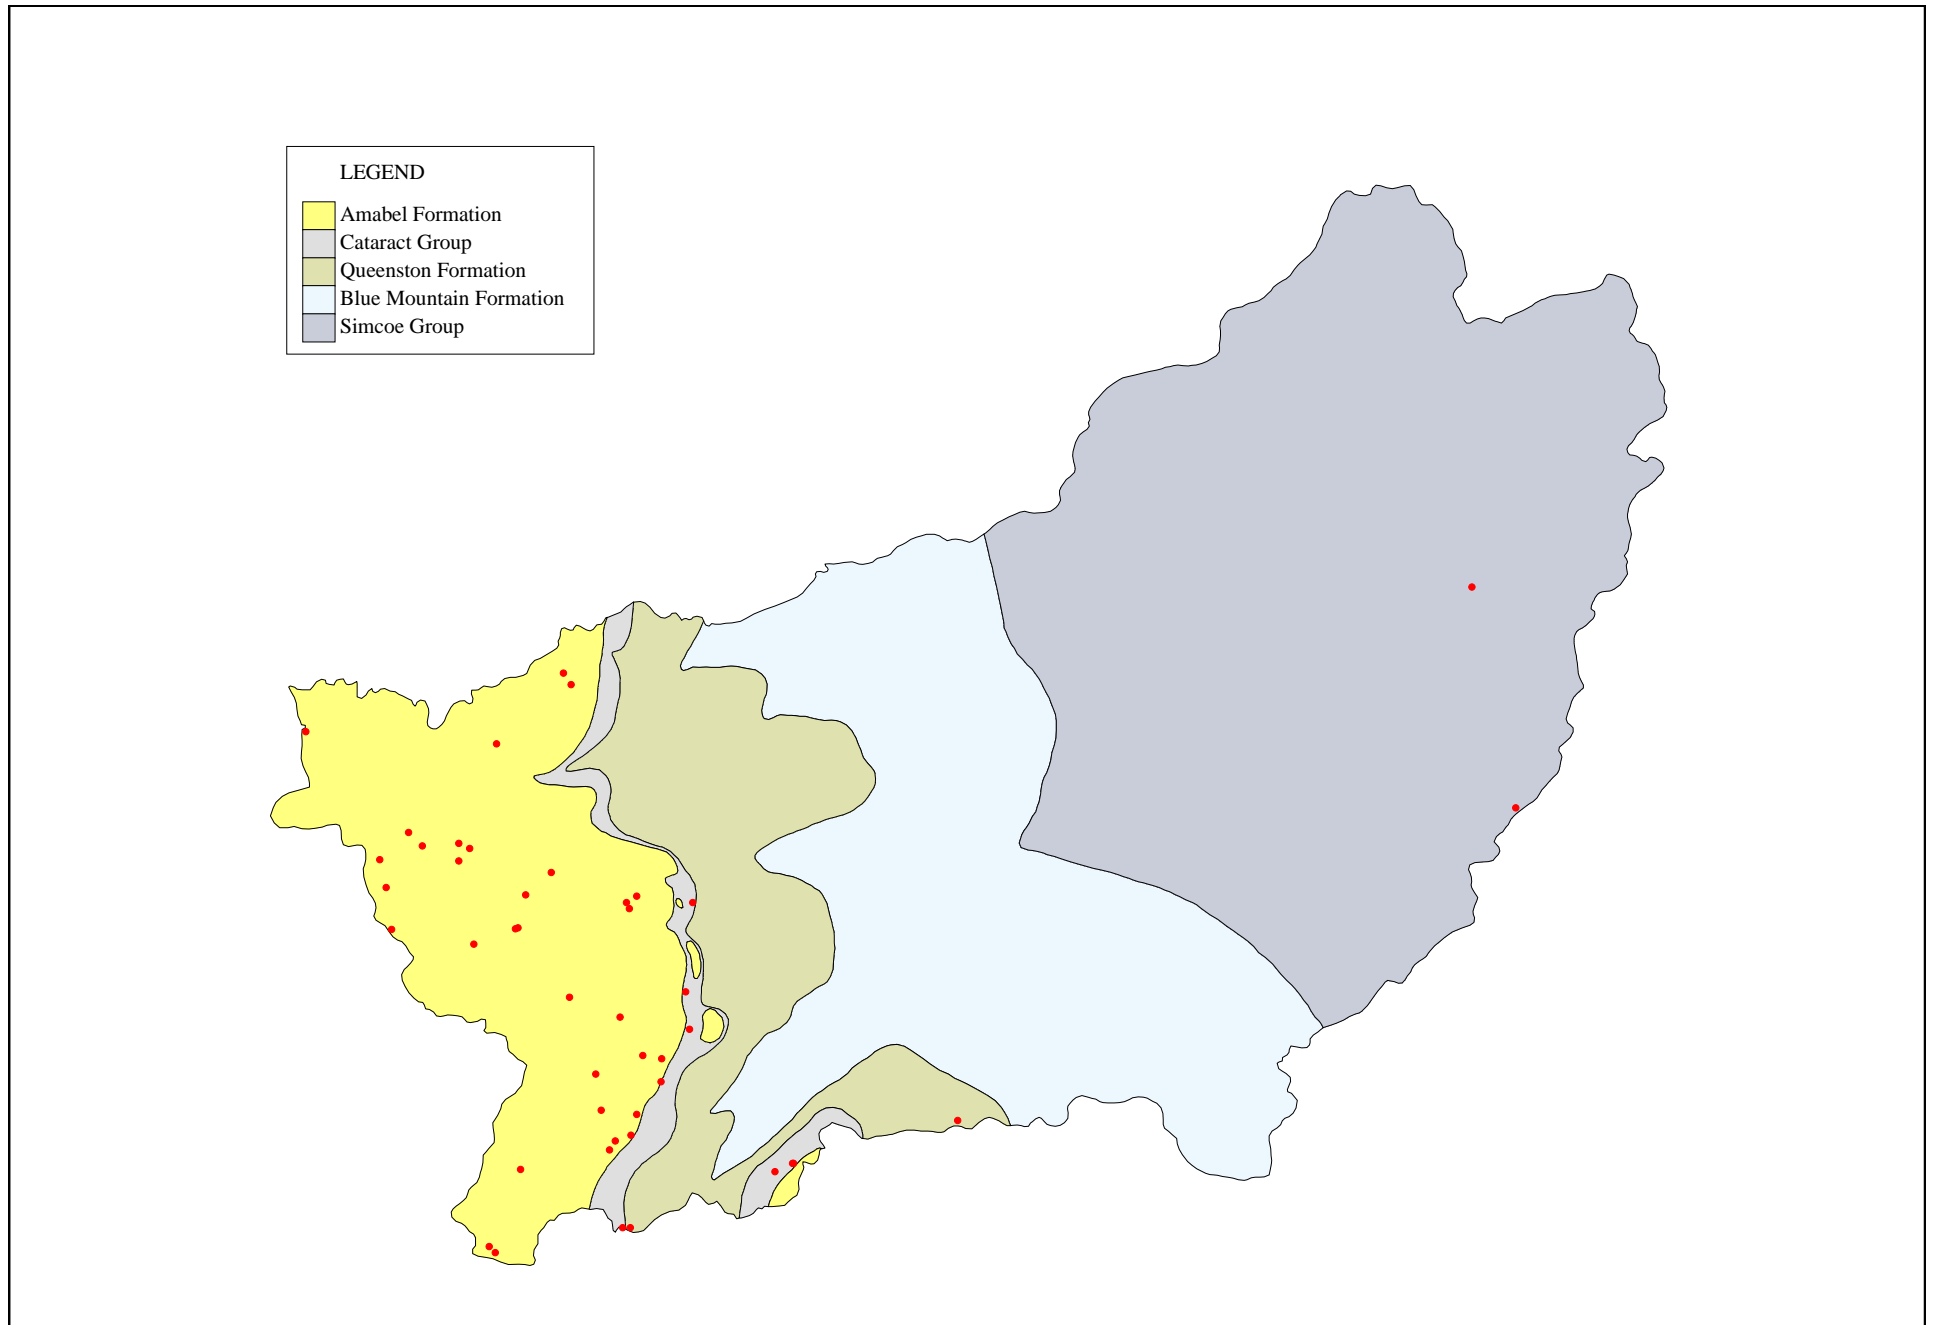 LEGEND
Amabel Formation
Cataract Group
Queenston Formation
Blue Mountain Formation
Simcoe Group